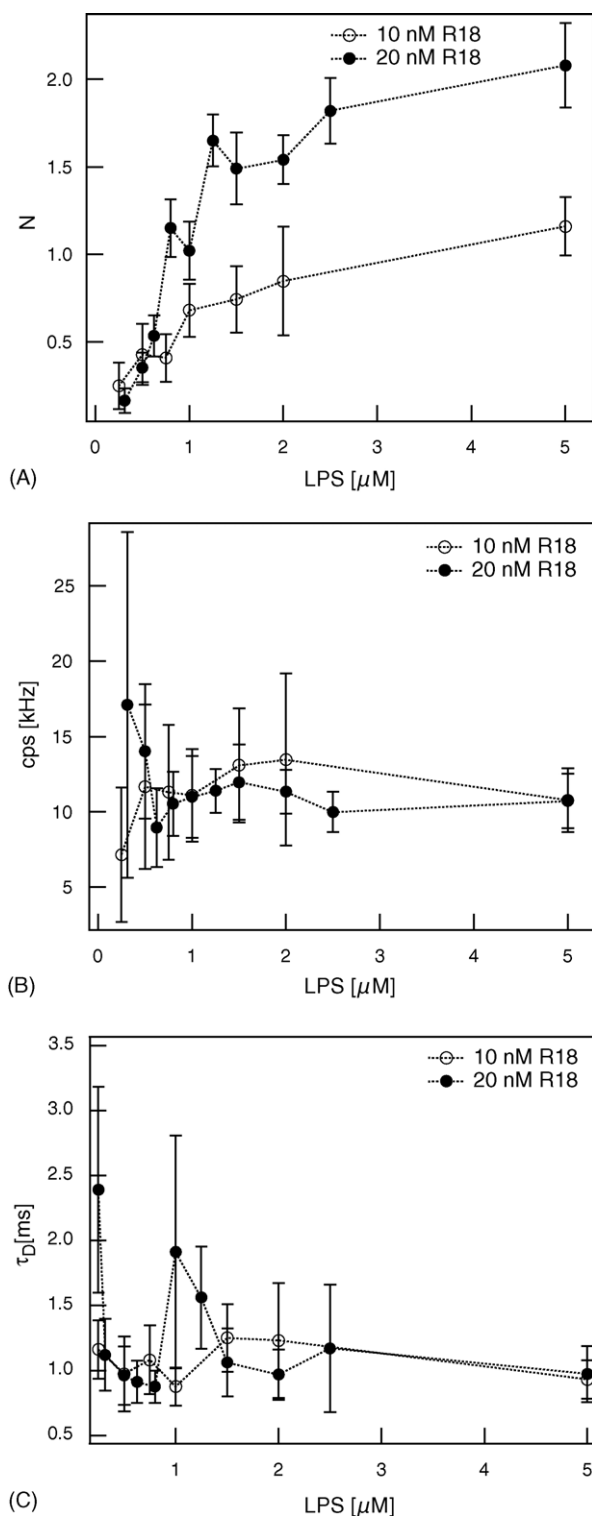 10 nM R18
20 nM R18
2.0
1.5
N
1.0
0.5
0 1 2 3 4 5
(A) LPS [μM]
10 nM R18
20 nM R18
25
20
cps [kHz]
15
10
5
0 1 2 3 4 5
(B) LPS [μM]
3.5
10 nM R18
20 nM R18
3.0
2.5
τD[ms]
2.0
1.5
1.0
0.5
1 2 3 4 5
(C) LPS [μM]